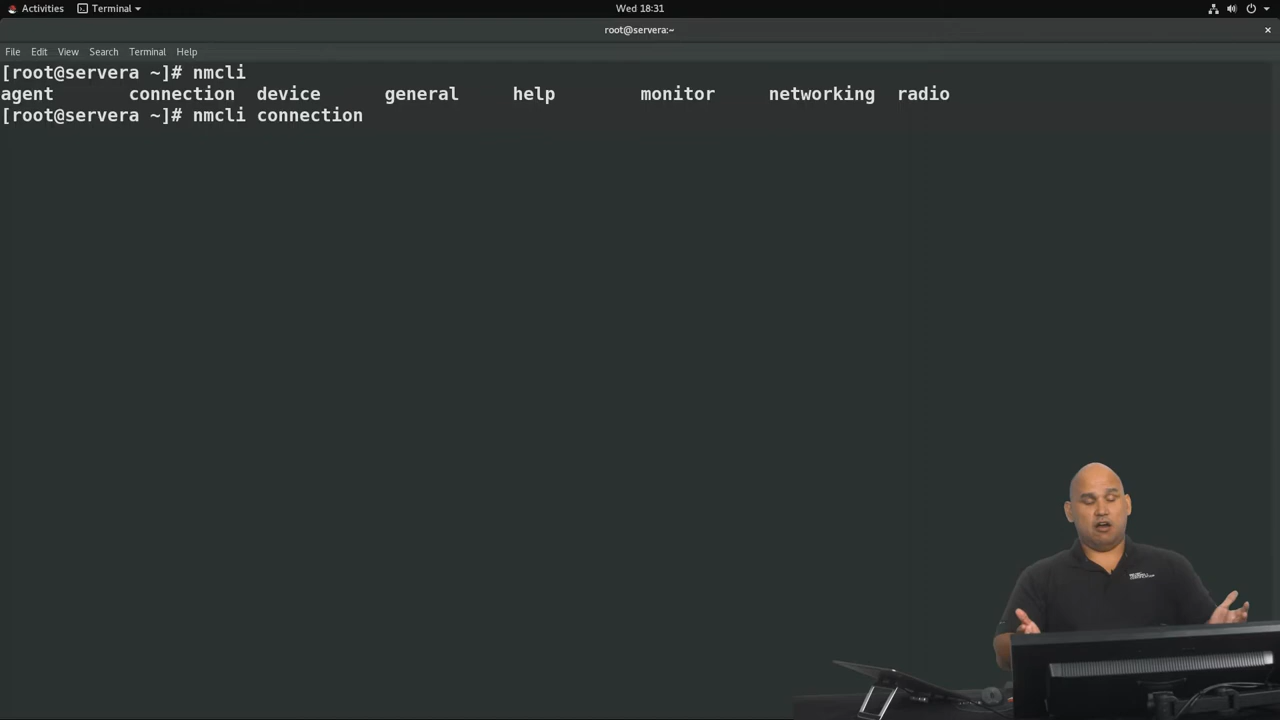 Activities Terminal Wed 18:31
root@servera:~ ×
File Edit View Search Terminal Help
[root@servera ~]# nmcli
agent connection device general help monitor networking radio
[root@servera ~]# nmcli connection